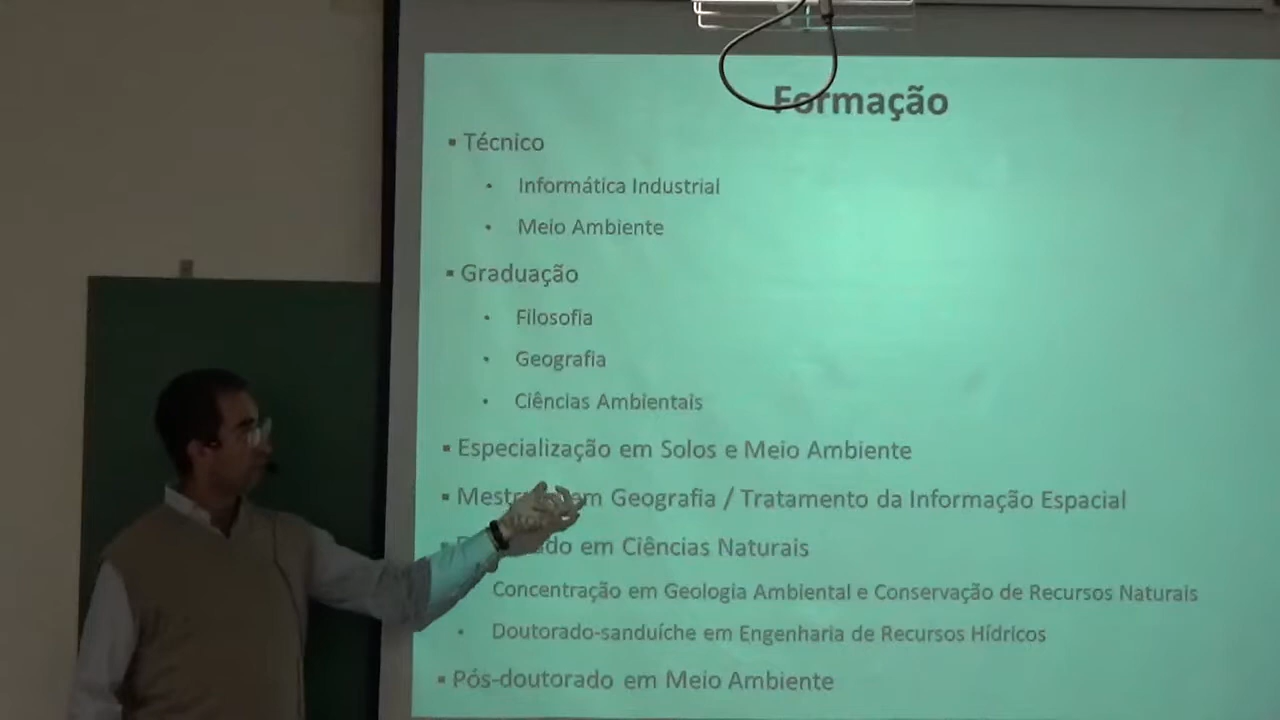 Formação
▪ Técnico
• Informática Industrial
• Meio Ambiente
▪ Graduação
• Filosofia
• Geografia
• Ciências Ambientais
▪ Especialização em Solos e Meio Ambiente
▪ em Geografia / Tratamento da Informação Espacial
em Ciências Naturais
Concentração em Geologia Ambiental e Conservação de Recursos Naturais
• Doutorado-sanduíche em Engenharia de Recursos Hídricos
▪ Pós-doutorado em Meio Ambiente